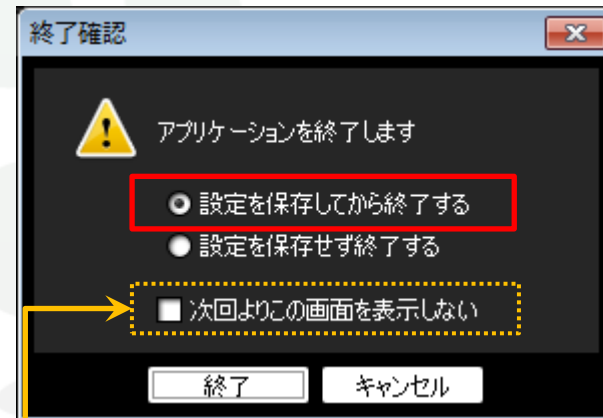 終了確認
アプリケーションを終了します
設定を保存してから終了する
設定を保存せず終了する
次回よりこの画面を表示しない
終了
キャンセル